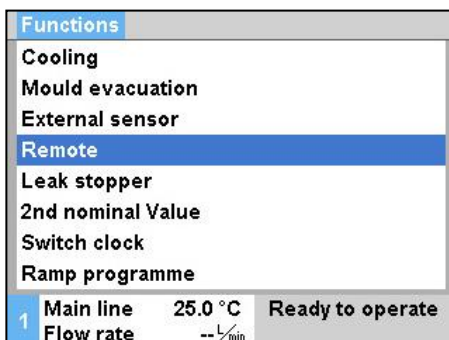 Functions
Cooling
Mould evacuation
External sensor
Remote
Leak stopper
2nd nominal Value
Switch clock
Ramp programme
1 Main line 25.0 °C Ready to operate
Flow rate -- L/min